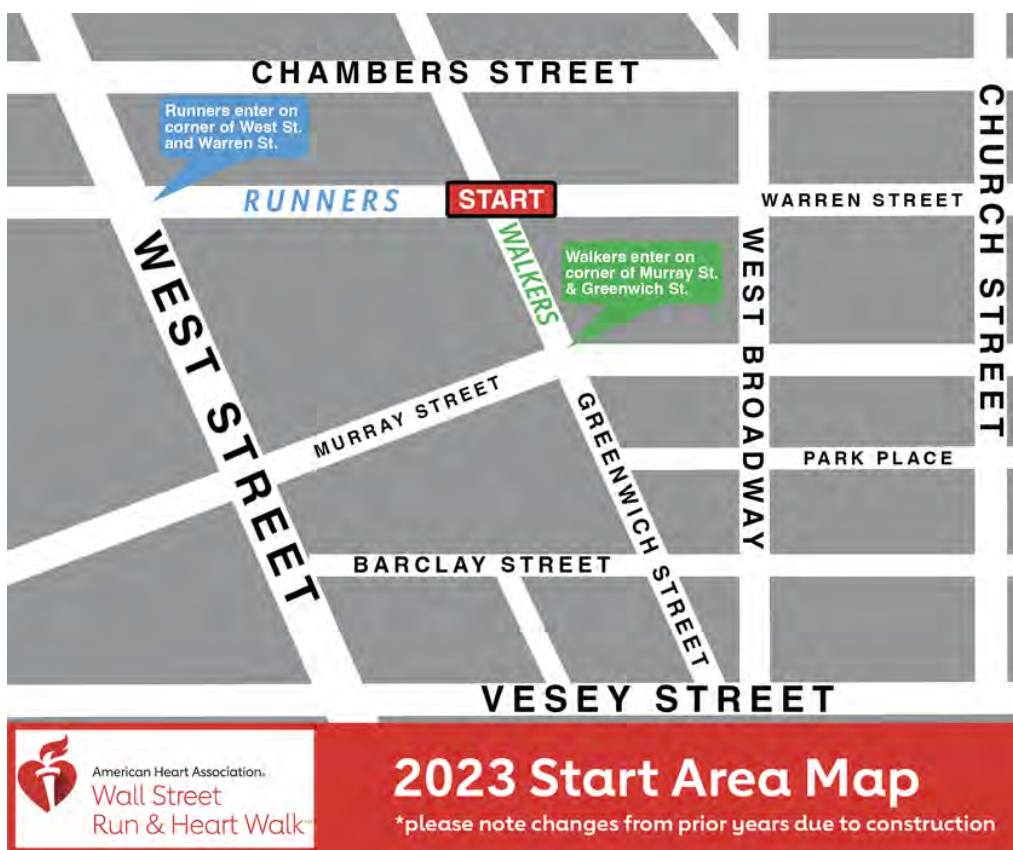 CHAMBERS STREET
Runners enter on
corner of West St.
and Warren St.
RUNNERS
START
WARREN STREET
CHURCH STREET
WALKERS
Walkers enter on
corner of Murray St.
& Greenwich St.
WEST STREET
WEST BROADWAY
MURRAY STREET
GREENWICH STREET
PARK PLACE
BARCLAY STREET
VESEY STREET
American Heart Association®
Wall Street
Run & Heart Walk™
2023 Start Area Map
*please note changes from prior years due to construction